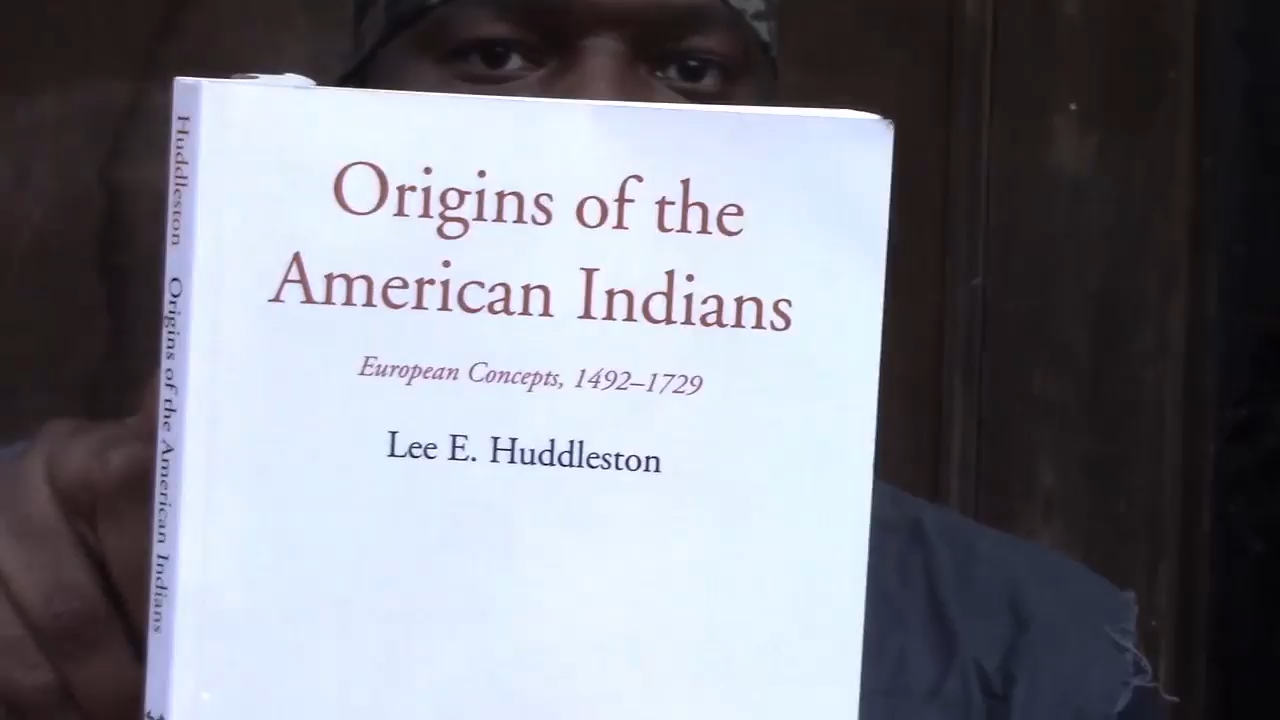 Origins of the
American Indians
European Concepts, 1492–1729
Lee E. Huddleston
Huddleston Origins of the American Indians